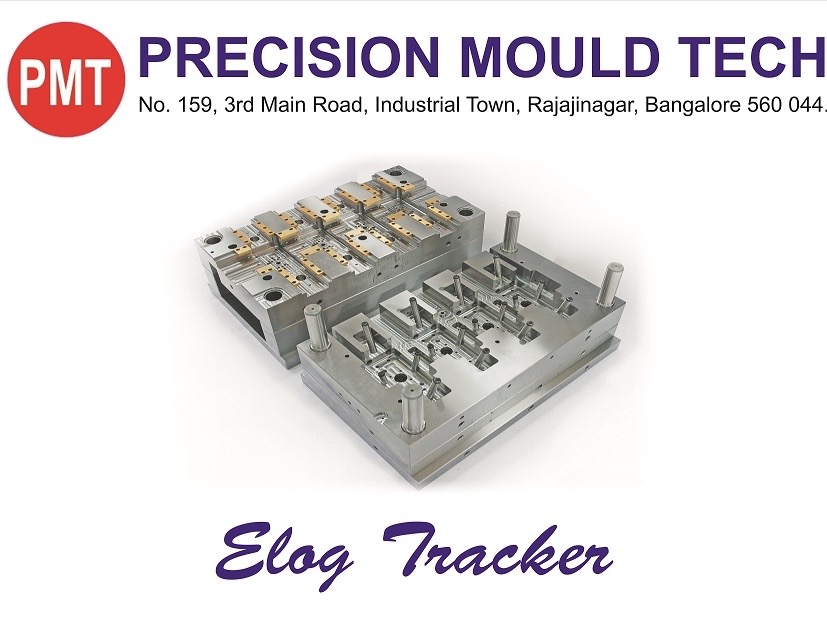 PMT
PRECISION MOULD TECH
No. 159, 3rd Main Road, Industrial Town, Rajajinagar, Bangalore 560 044.
Elog Tracker